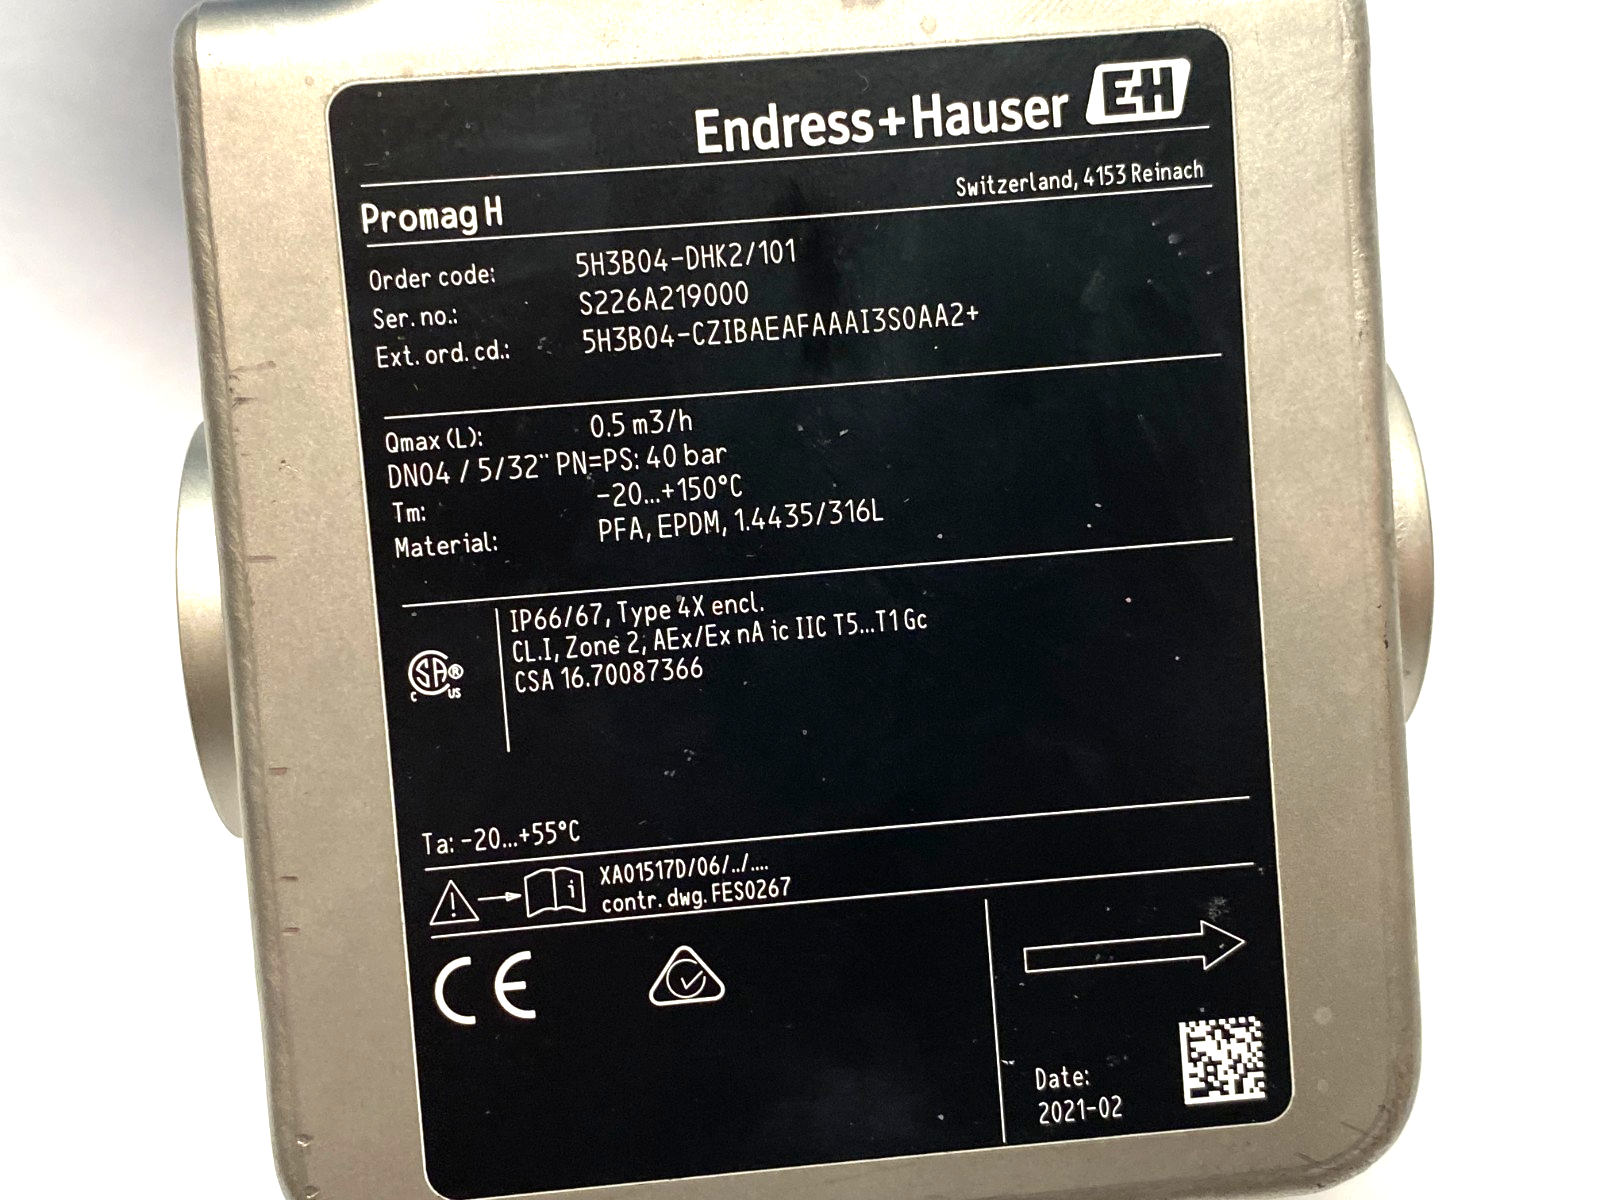 Endress+Hauser EH
Switzerland, 4153 Reinach
Promag H
Order code: 5H3B04-DHK2/101
Ser. no.: S226A219000
Ext. ord. cd.: 5H3B04-CZIBAEAFAAAI3S0AA2+
Qmax (L): 0.5 m3/h
DN04 / 5/32" PN=PS: 40 bar
Tm: -20...+150°C
Material: PFA, EPDM, 1.4435/316L
IP66/67, Type 4X encl.
CL.I, Zone 2, AEx/Ex nA ic IIC T5...T1 Gc
CSA 16.70087366
C SA® US
Ta: -20...+55°C
XA01517D/06/../....
contr. dwg. FES0267
CE
Date:
2021-02